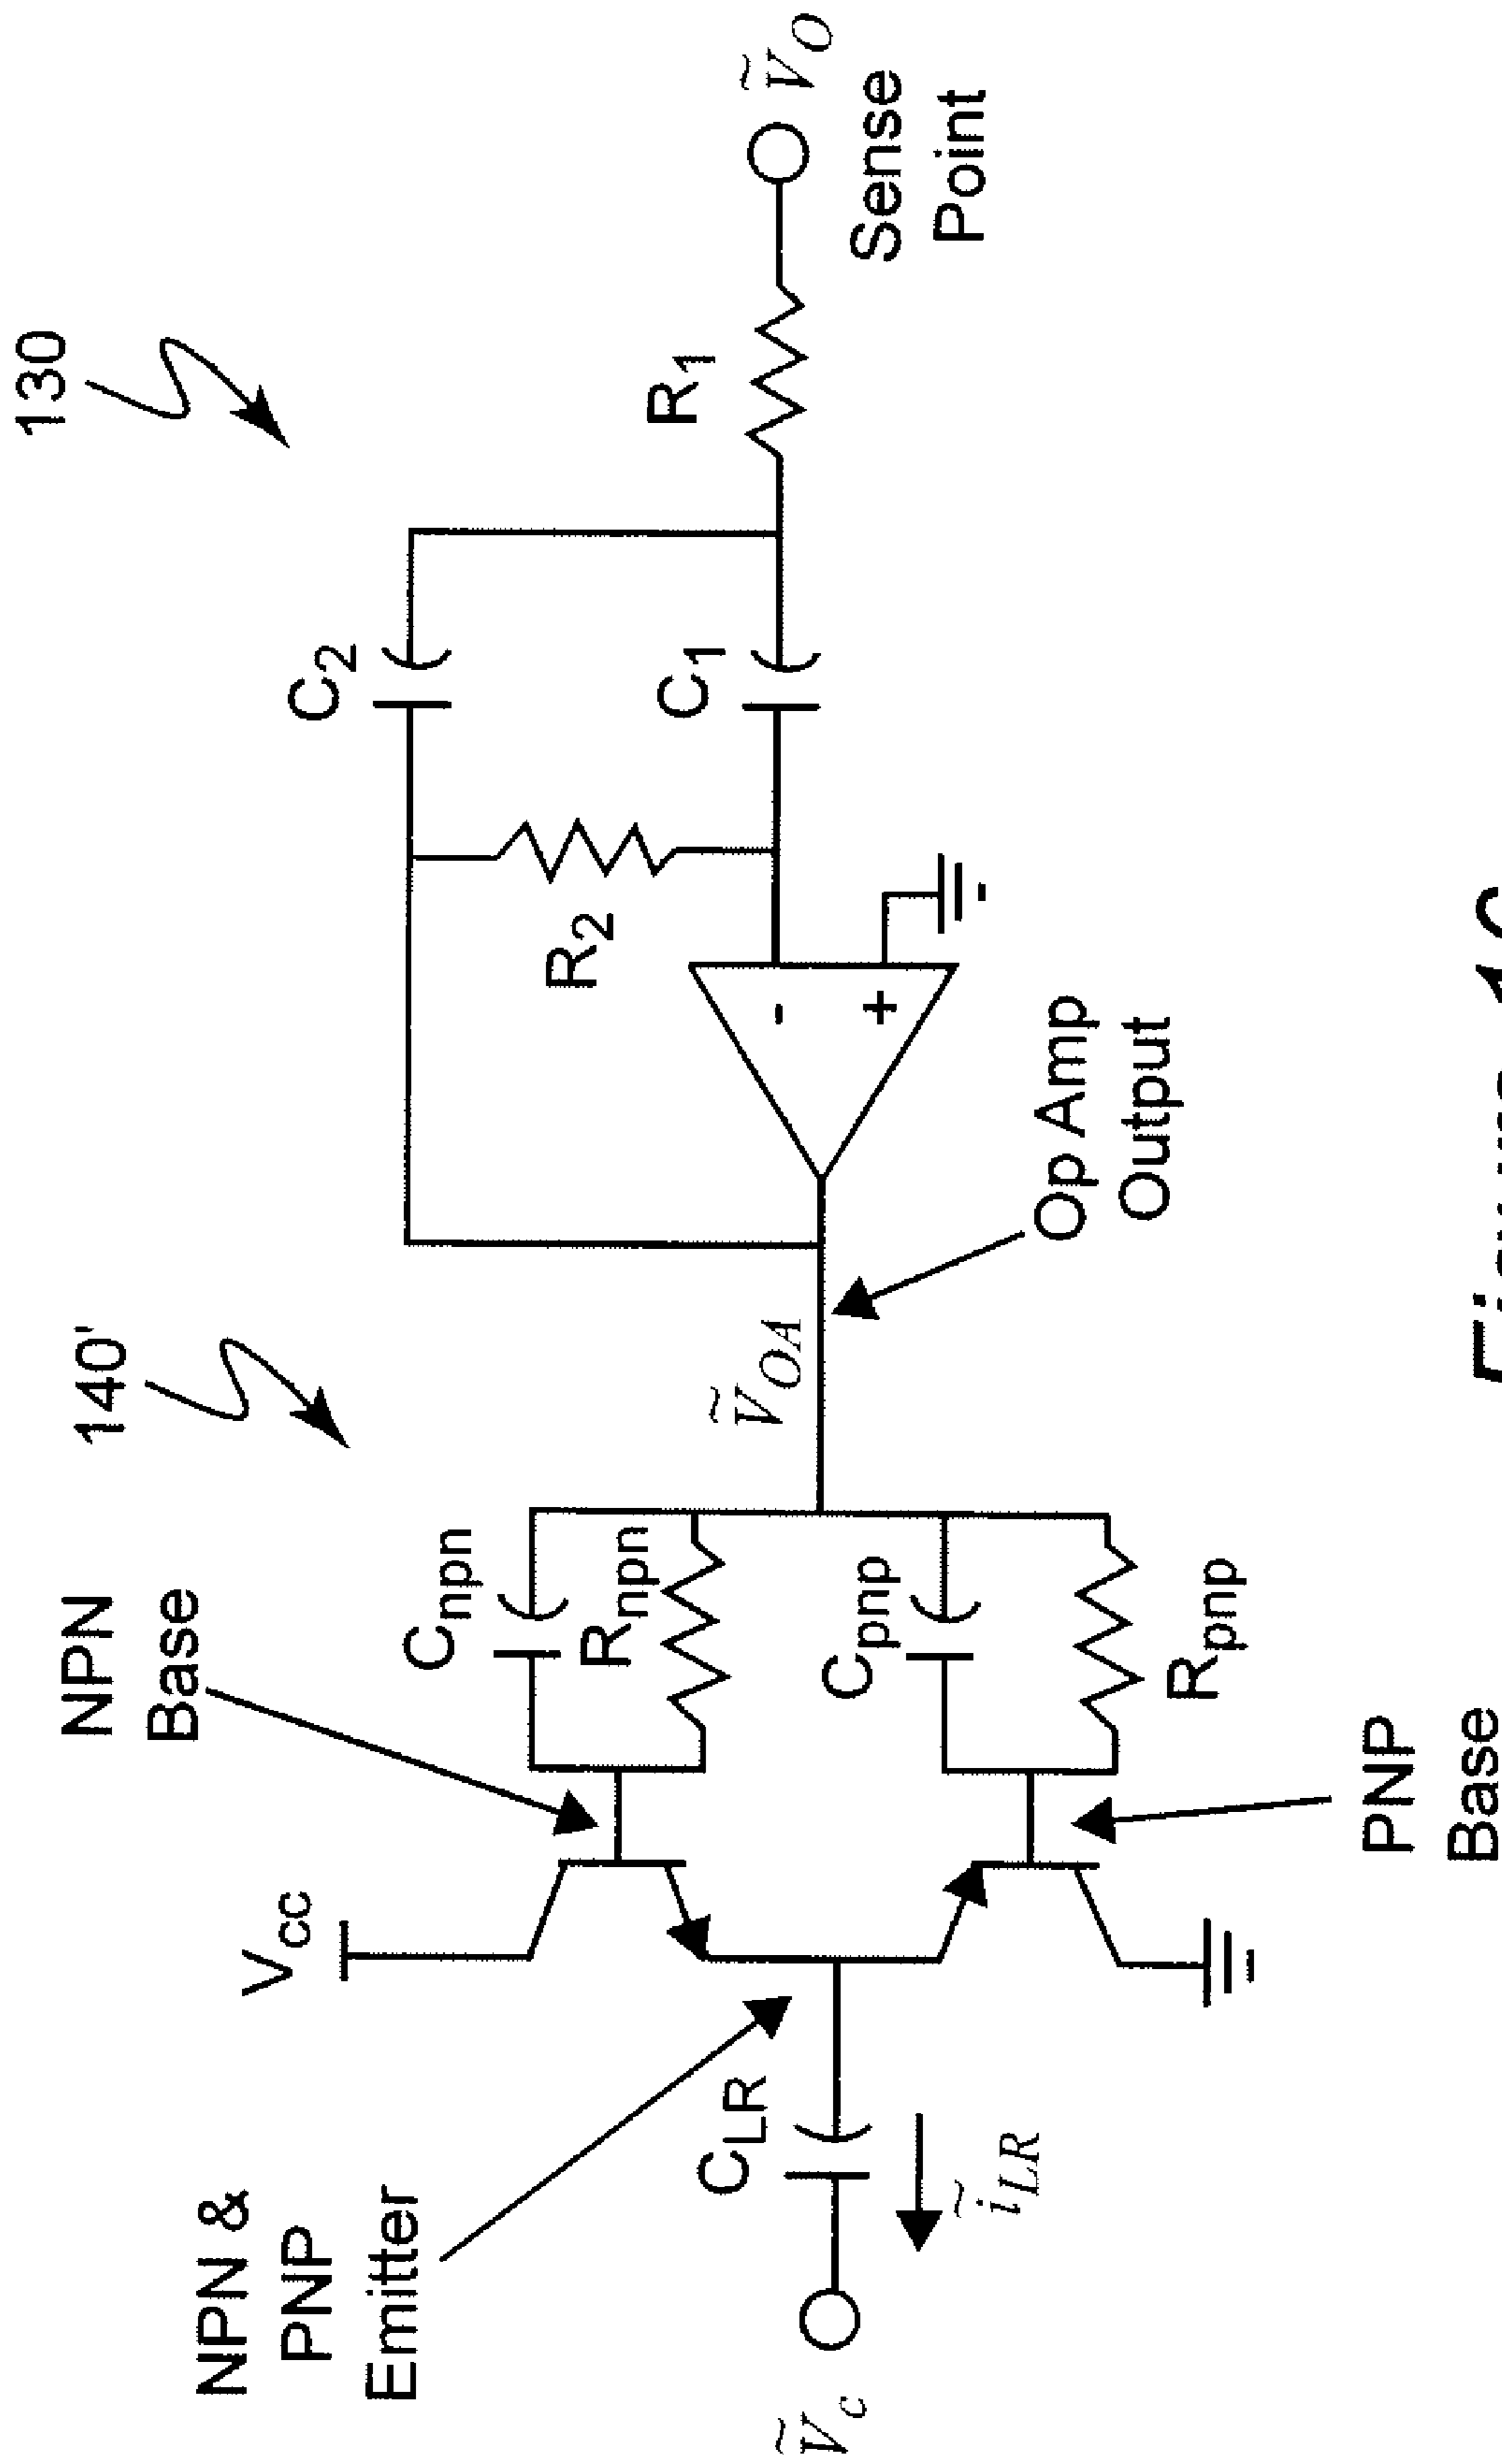 130
140'
NPN
Base
V_CC
NPN &
PNP
Emitter
C_npn
R_npn
C_pnp
R_pnp
C_LR
ĩ_LR
Ṽ_c
PNP
Base
Ṽ_OA
Op Amp
Output
C_2
R_2
C_1
-
+
R_1
Ṽ_O
Sense
Point